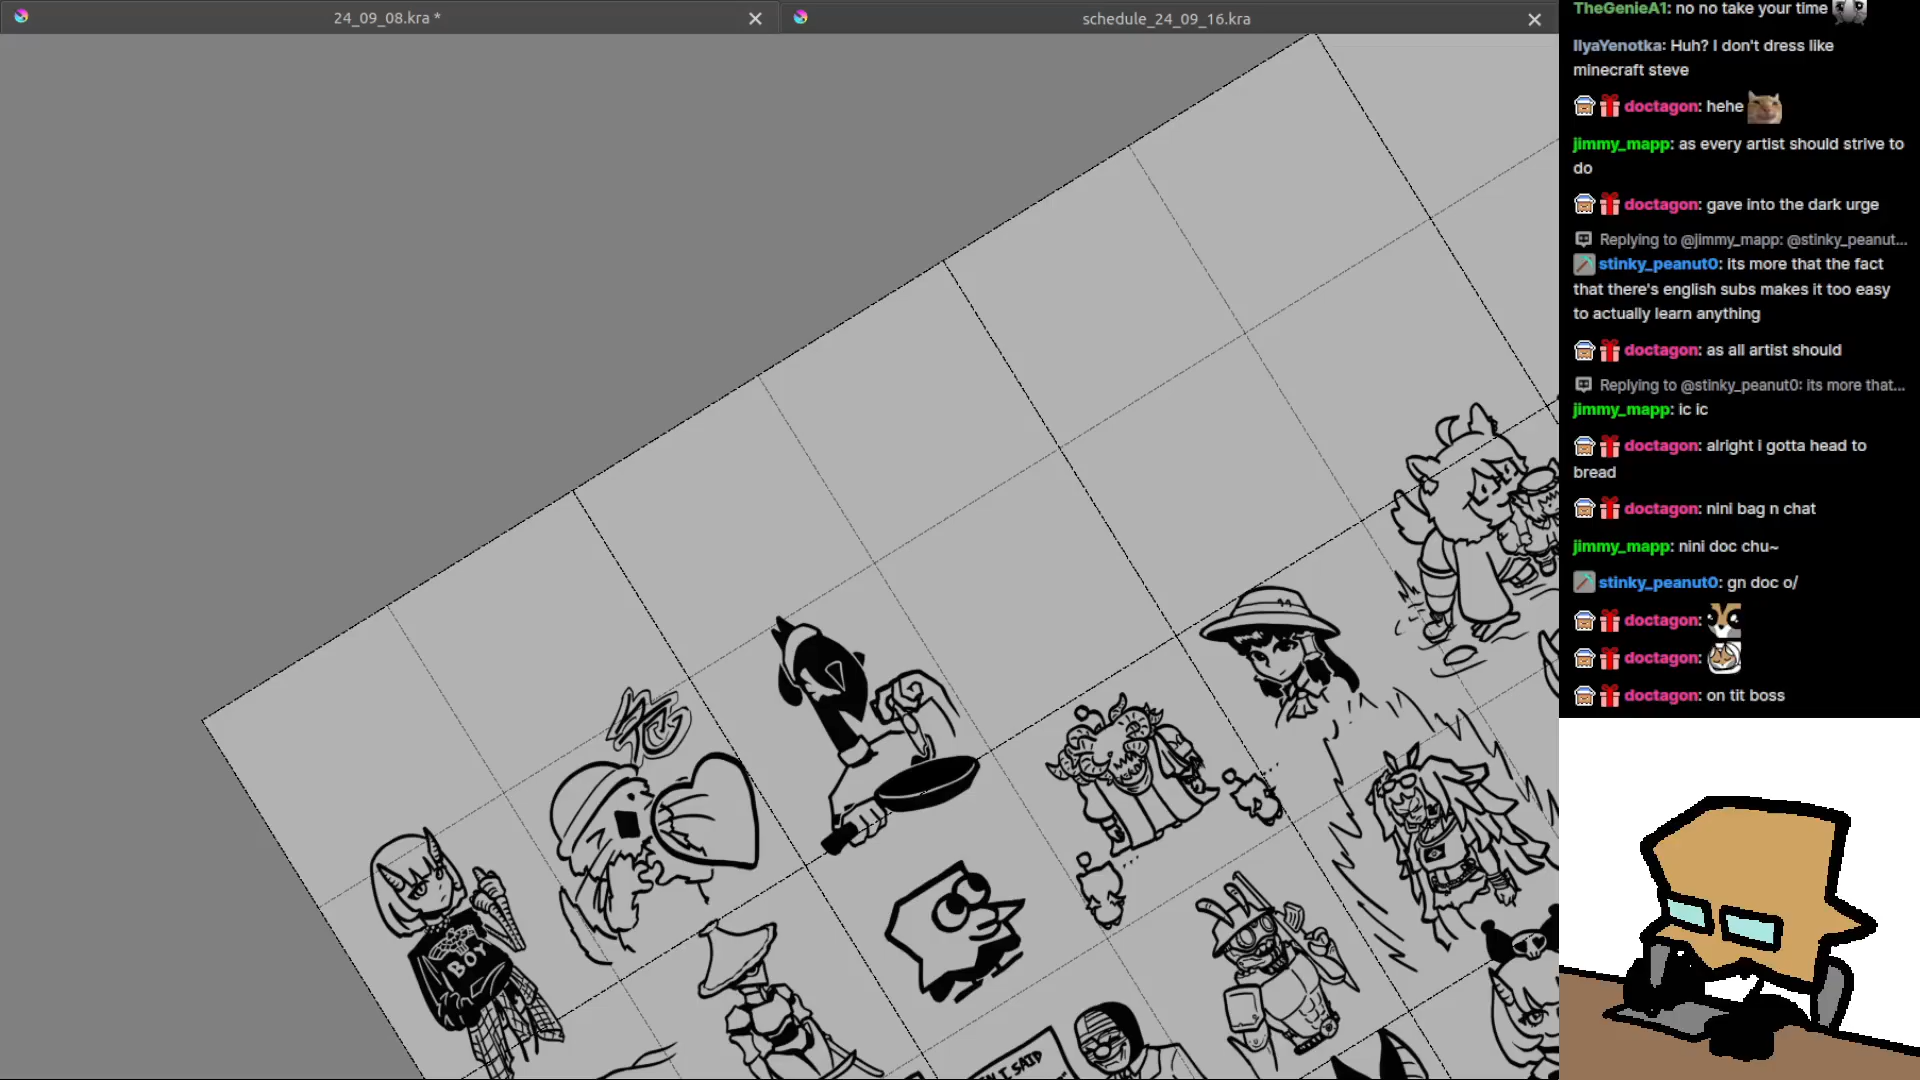 24_09_08.kra *
schedule_24_09_16.kra
TheGenieA1: no no take your time
IlyaYenotka: Huh? I don't dress like
minecraft steve
doctagon: hehe
jimmy_mapp: as every artist should strive to
do
doctagon: gave into the dark urge
Replying to @jimmy_mapp: @stinky_peanut...
stinky_peanut0: its more that the fact
that there's english subs makes it too easy
to actually learn anything
doctagon: as all artist should
Replying to @stinky_peanut0: its more that...
jimmy_mapp: ic ic
doctagon: alright i gotta head to
bread
doctagon: nini bag n chat
jimmy_mapp: nini doc chu~
stinky_peanut0: gn doc o/
doctagon:
doctagon:
doctagon: on tit boss
BOY
I SAID